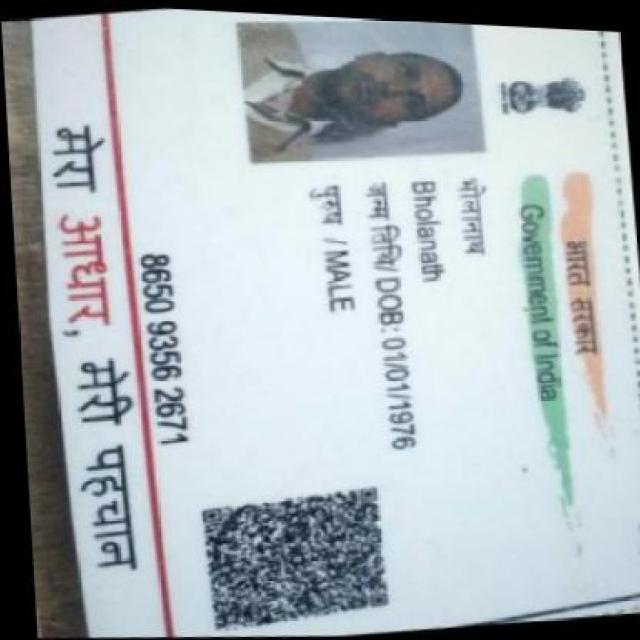 भारत सरकार
Government of India
भोलानाथ
Bholanath
जन्म तिथि/ DOB: 01/01/1976
पुरुष / MALE
8650 9356 2671
मेरा आधार, मेरी पहचान